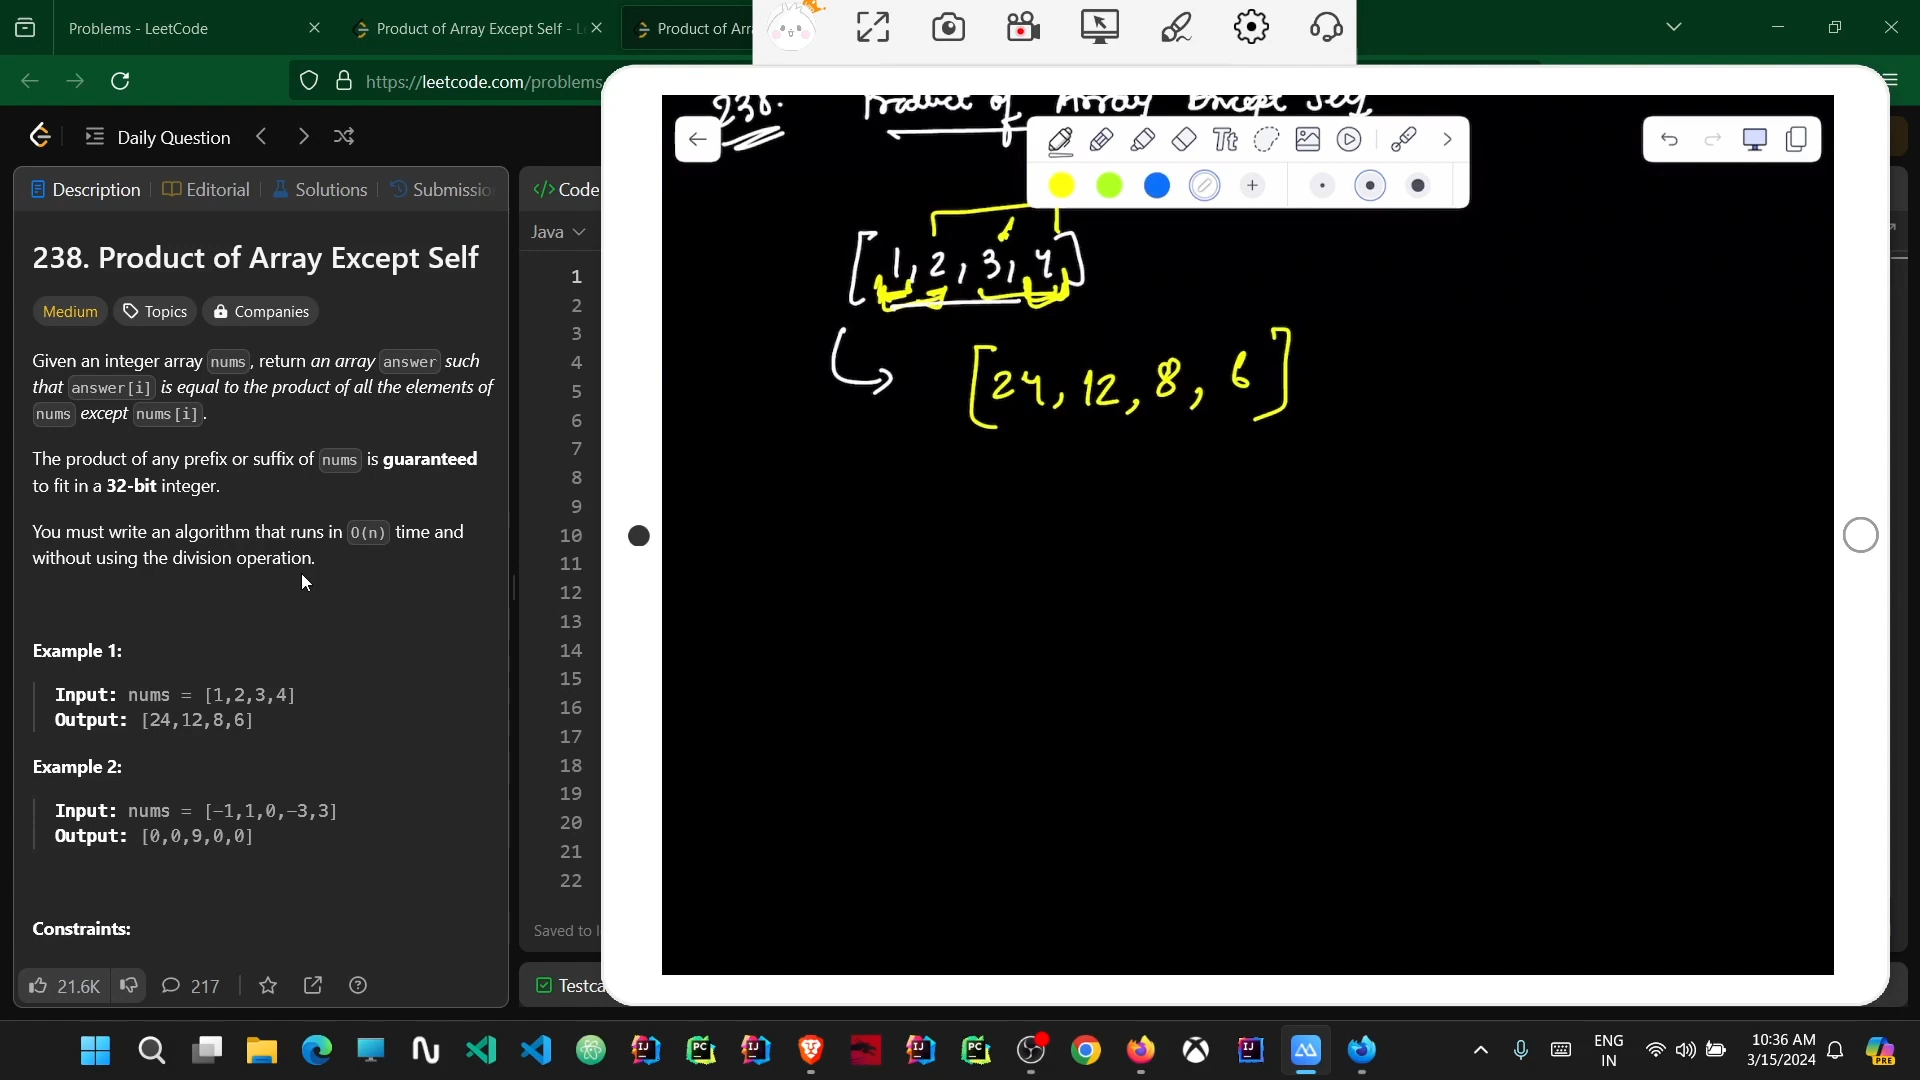 Problems - LeetCode
Product of Array Except Self - L
Product of Arr
https://leetcode.com/problems
Daily Question
Description
Editorial
Solutions
Submissio
Code
Java
238. Product of Array Except Self
Medium
Topics
Companies
Given an integer array nums, return an array answer such
that answer[i] is equal to the product of all the elements of
nums except nums[i].
The product of any prefix or suffix of nums is guaranteed
to fit in a 32-bit integer.
You must write an algorithm that runs in O(n) time and
without using the division operation.
Example 1:
Input: nums = [1,2,3,4]
Output: [24,12,8,6]
Example 2:
Input: nums = [-1,1,0,-3,3]
Output: [0,0,9,0,0]
Constraints:
21.6K
217
1
2
3
4
5
6
7
8
9
10
11
12
13
14
15
16
17
18
19
20
21
22
Saved to l
Testca
238. Product of Array Except Self
Tt
[1, 2, 3, 4]
[24, 12, 8, 6]
ENG
IN
10:36 AM
3/15/2024